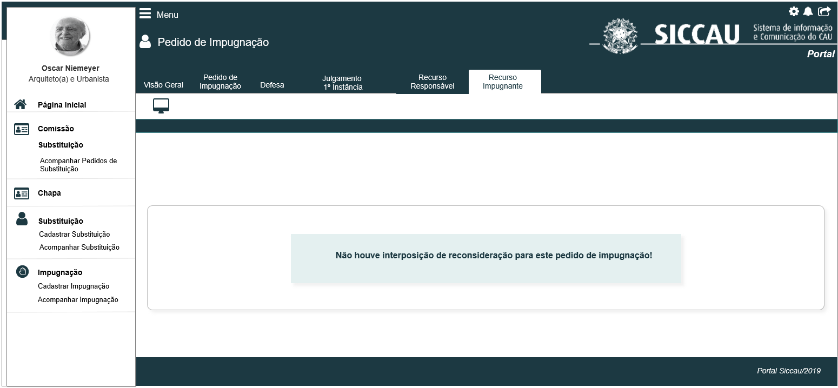 Menu
Pedido de Impugnação
SICCAU
Sistema de informação
e Comunicação do CAU
Portal
Visão Geral
Pedido de
Impugnação
Defesa
Julgamento
1ª Instância
Recurso
Responsável
Recurso
Impugnante
Oscar Niemeyer
Arquiteto(a) e Urbanista
Página Inicial
Comissão
Substituição
Acompanhar Pedidos de
Substituição
Chapa
Substituição
Cadastrar Substituição
Acompanhar Substituição
Impugnação
Cadastrar Impugnação
Acompanhar Impugnação
Não houve interposição de reconsideração para este pedido de impugnação!
Portal Siccau/2019